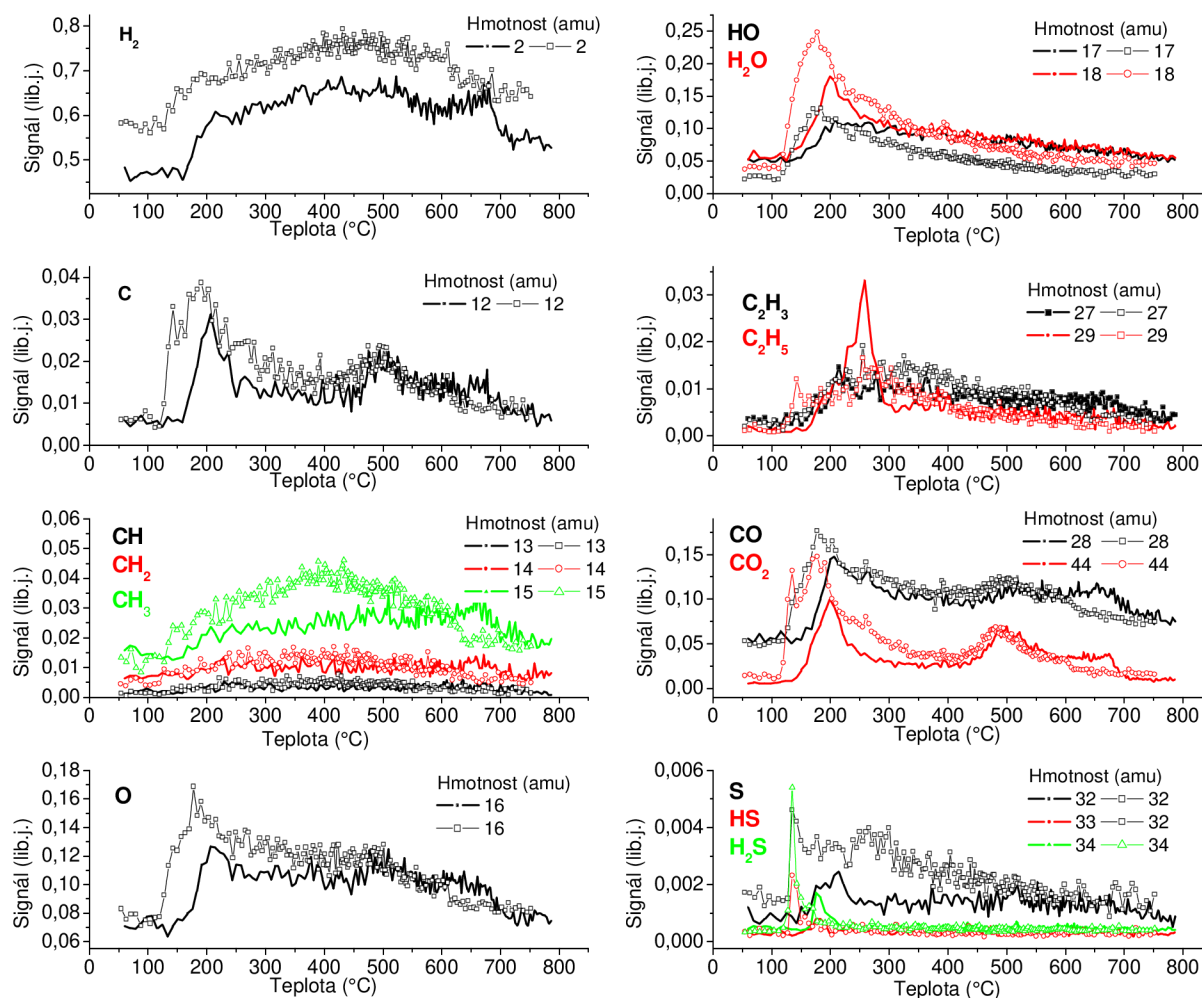 H2
Hmotnost (amu)
2 2
0,8
0,7
0,6
0,5
Signál (lib.j.)
0 100 200 300 400 500 600 700 800
Teplota (°C)
HO
H2O
Hmotnost (amu)
17 17
18 18
0,25
0,20
0,15
0,10
0,05
0,00
Signál (lib.j.)
0 100 200 300 400 500 600 700 800
Teplota (°C)
C
Hmotnost (amu)
12 12
0,04
0,03
0,02
0,01
0,00
Signál (lib.j.)
0 100 200 300 400 500 600 700 800
Teplota (°C)
C2H3
C2H5
Hmotnost (amu)
27 27
29 29
0,03
0,02
0,01
0,00
Signál (lib.j.)
0 100 200 300 400 500 600 700 800
Teplota (°C)
CH
CH2
CH3
Hmotnost (amu)
13 13
14 14
15 15
0,06
0,05
0,04
0,03
0,02
0,01
0,00
Signál (lib.j.)
0 100 200 300 400 500 600 700 800
Teplota (°C)
CO
CO2
Hmotnost (amu)
28 28
44 44
0,15
0,10
0,05
0,00
Signál (lib.j.)
0 100 200 300 400 500 600 700 800
Teplota (°C)
O
Hmotnost (amu)
16
16
0,18
0,16
0,14
0,12
0,10
0,08
0,06
Signál (lib.j.)
0 100 200 300 400 500 600 700 800
Teplota (°C)
S
HS
H2S
Hmotnost (amu)
32 32
33 32
34 34
0,006
0,004
0,002
0,000
Signál (lib.j.)
0 100 200 300 400 500 600 700 800
Teplota (°C)